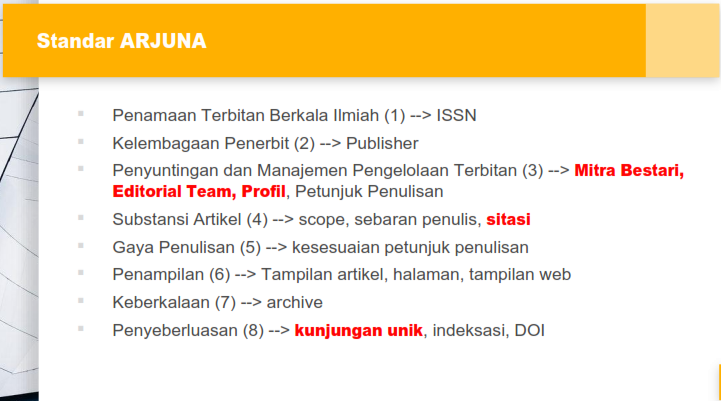 Standar ARJUNA
Penamaan Terbitan Berkala Ilmiah (1) --> ISSN
Kelembagaan Penerbit (2) --> Publisher
Penyuntingan dan Manajemen Pengelolaan Terbitan (3) --> Mitra Bestari,
Editorial Team, Profil, Petunjuk Penulisan
Substansi Artikel (4) --> scope, sebaran penulis, sitasi
Gaya Penulisan (5) --> kesesuaian petunjuk penulisan
Penampilan (6) --> Tampilan artikel, halaman, tampilan web
Keberkalaan (7) --> archive
Penyeberluasan (8) --> kunjungan unik, indeksasi, DOI